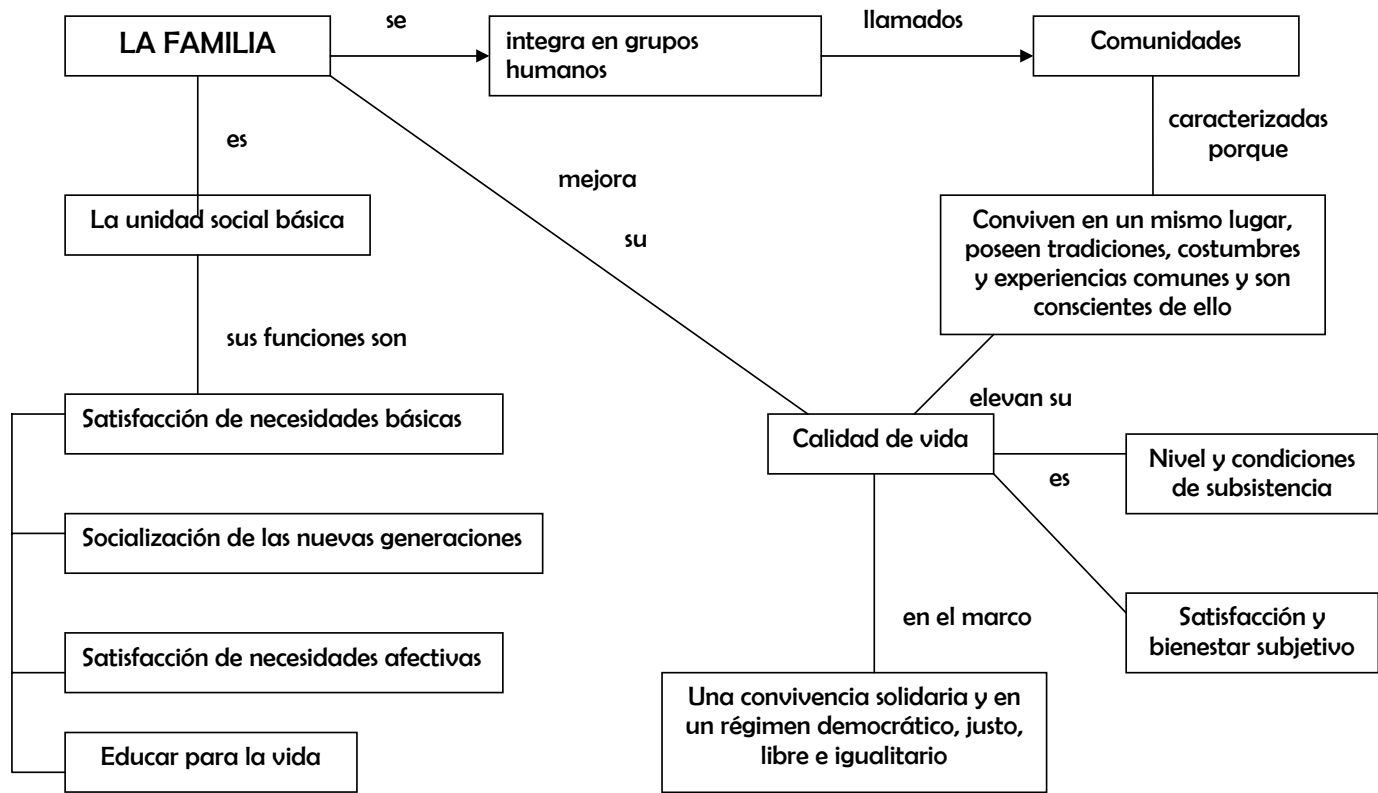 LA FAMILIA
se
integra en grupos
humanos
llamados
Comunidades
es
mejora
su
caracterizadas
porque
La unidad social básica
Conviven en un mismo lugar,
poseen tradiciones, costumbres
y experiencias comunes y son
conscientes de ello
sus funciones son
elevan su
Satisfacción de necesidades básicas
Calidad de vida
es
Nivel y condiciones
de subsistencia
Socialización de las nuevas generaciones
en el marco
Satisfacción y
bienestar subjetivo
Satisfacción de necesidades afectivas
Una convivencia solidaria y en
un régimen democrático, justo,
libre e igualitario
Educar para la vida